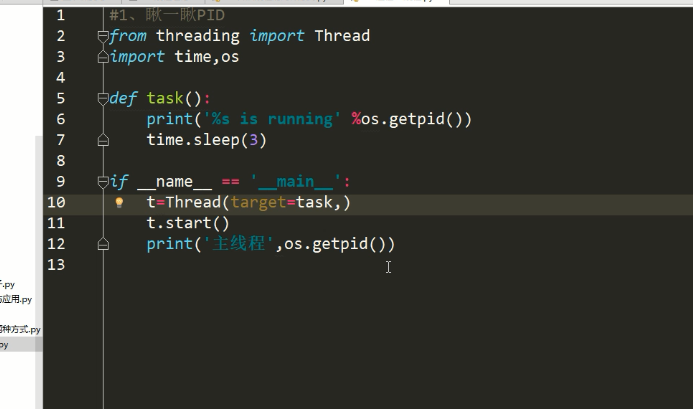 1 #1、瞅一瞅PID
2 from threading import Thread
3 import time,os
4
5 def task():
6 print('%s is running' %os.getpid())
7 time.sleep(3)
8
9 if __name__ == '__main__':
10 t=Thread(target=task,)
11 t.start()
12 print('主线程',os.getpid())
13
.py
应用.py
种方式.py
py